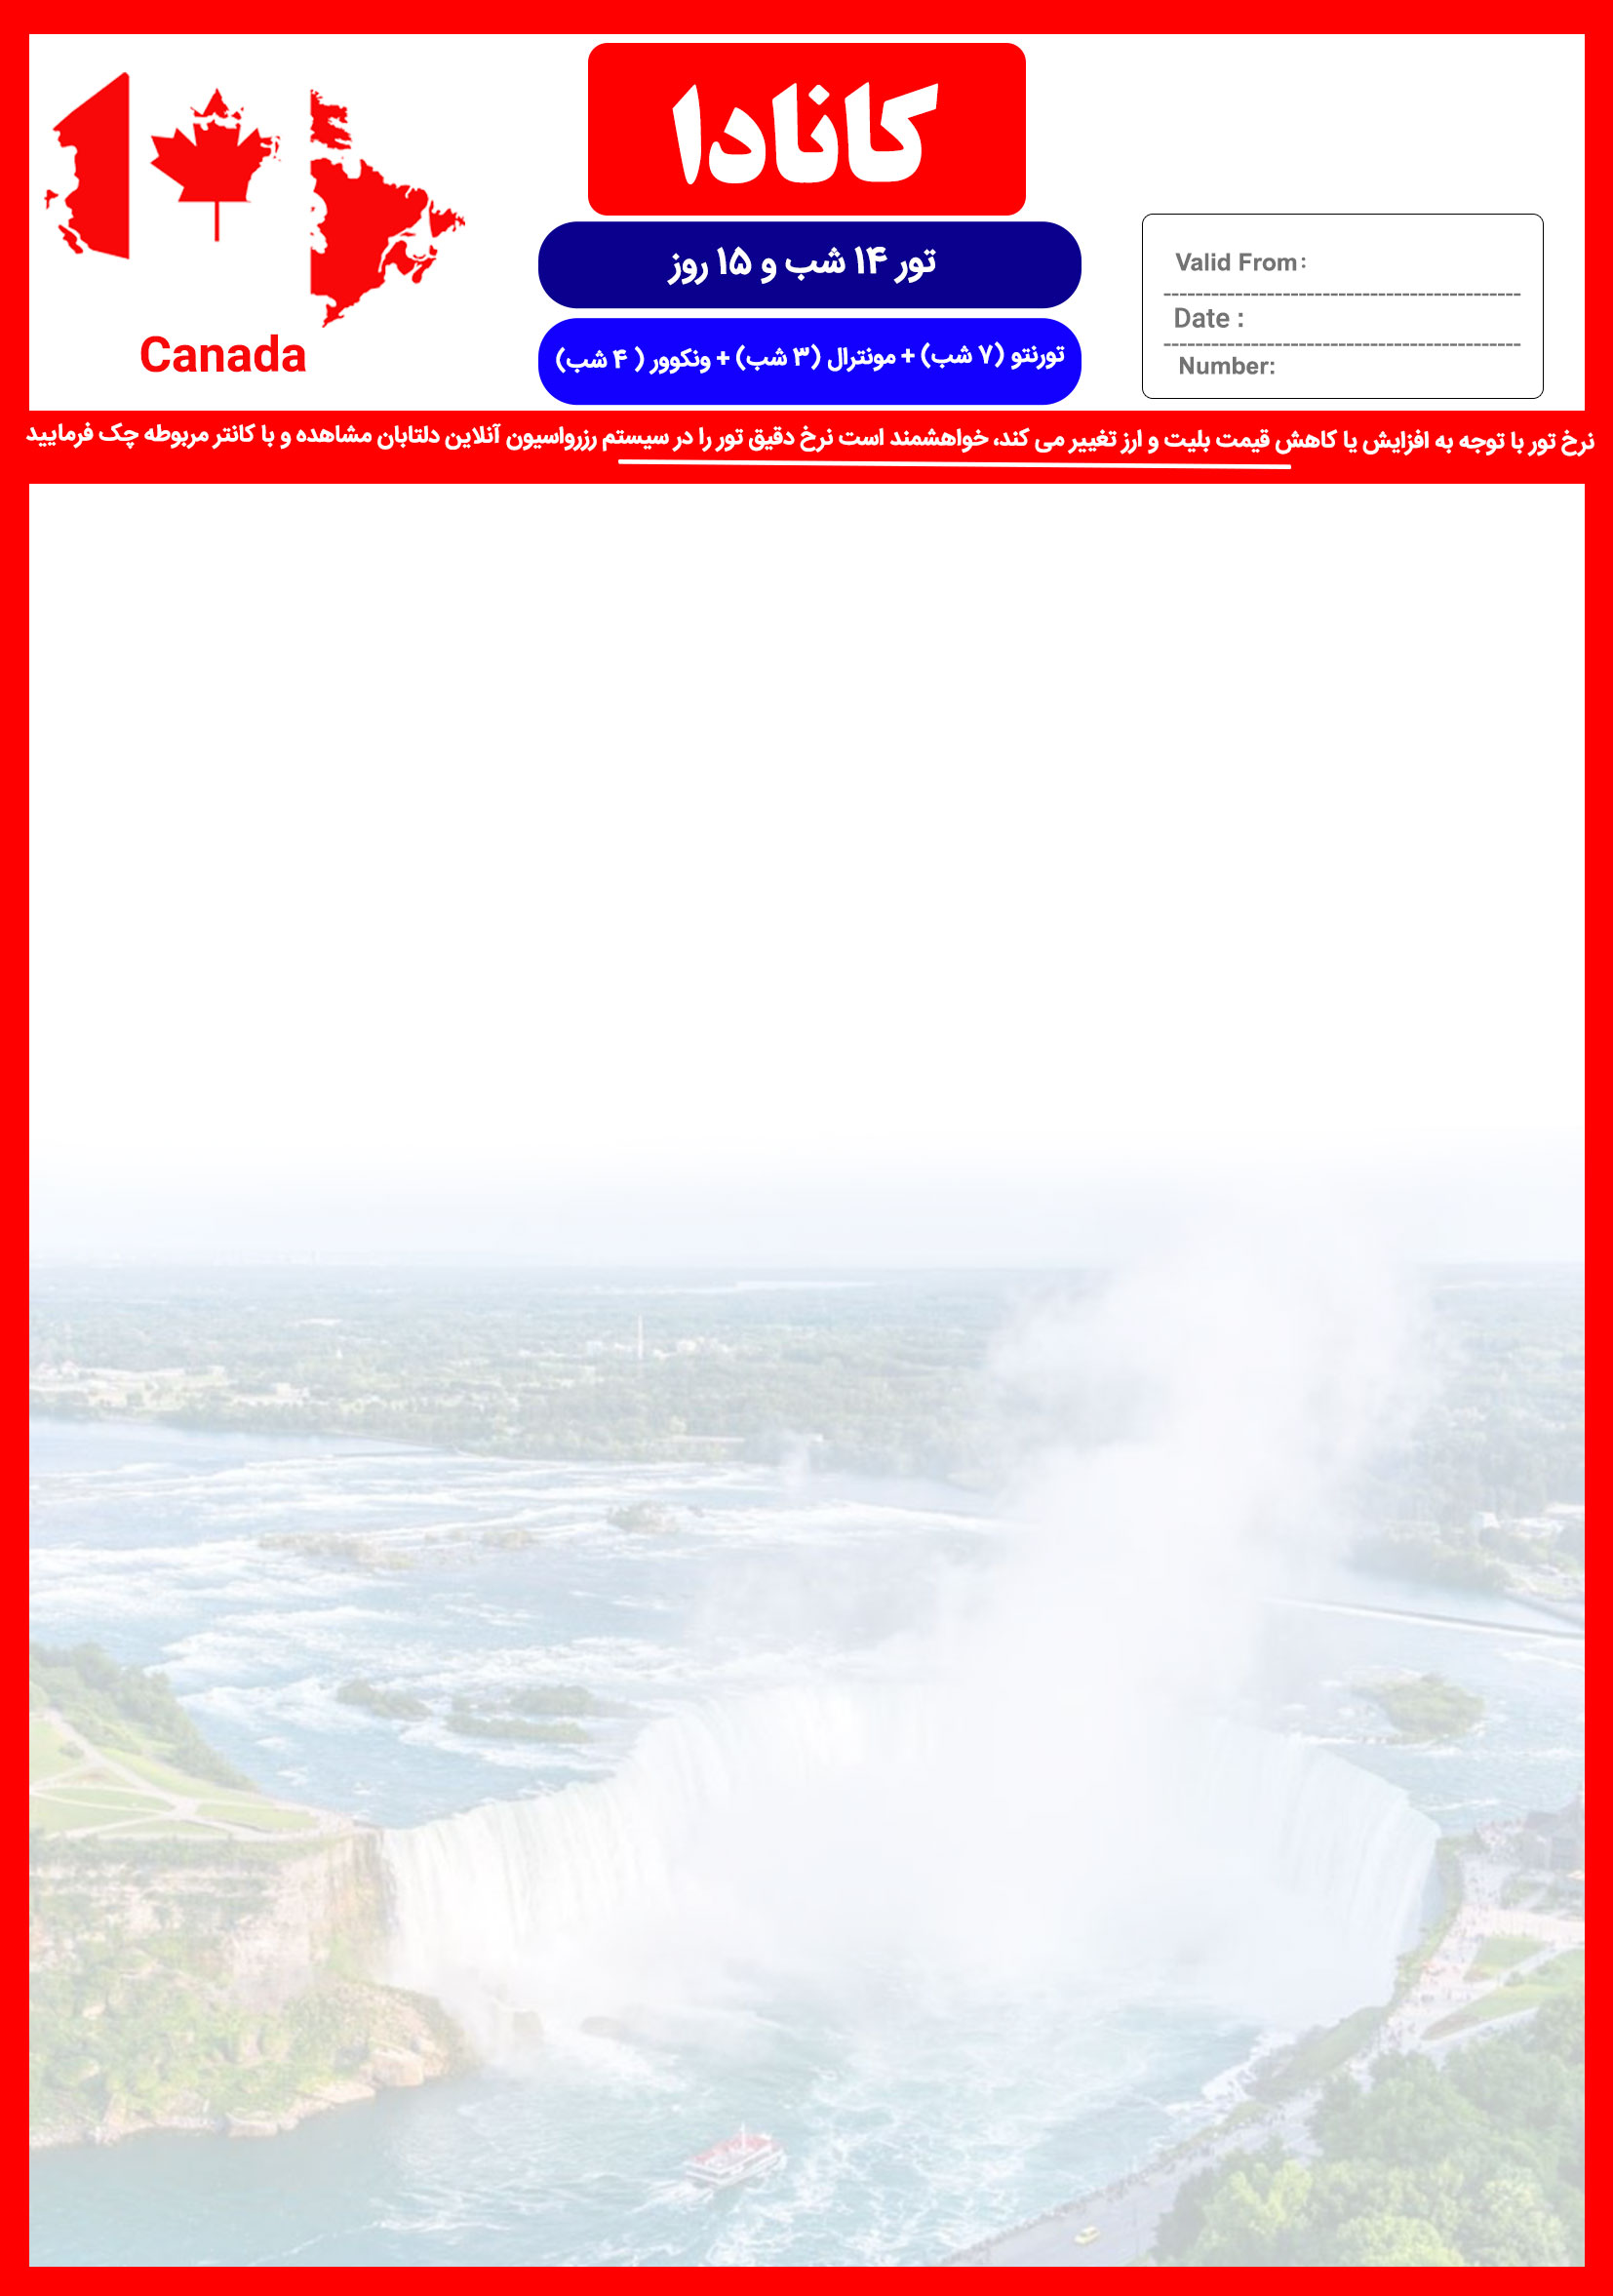 کانادا
تور ۱۴ شب و ۱۵ روز
تورنتو (۷ شب) + مونترال (۳ شب) + ونکوور ( ۴ شب)
Canada
Valid From:
Date :
Number:
نرخ تور با توجه به افزایش یا کاهش قیمت بلیت و ارز تغییر می کند، خواهشمند است نرخ دقیق تور را در سیستم رزرواسیون آنلاین دلتابان مشاهده و با کانتر مربوطه چک فرمایید